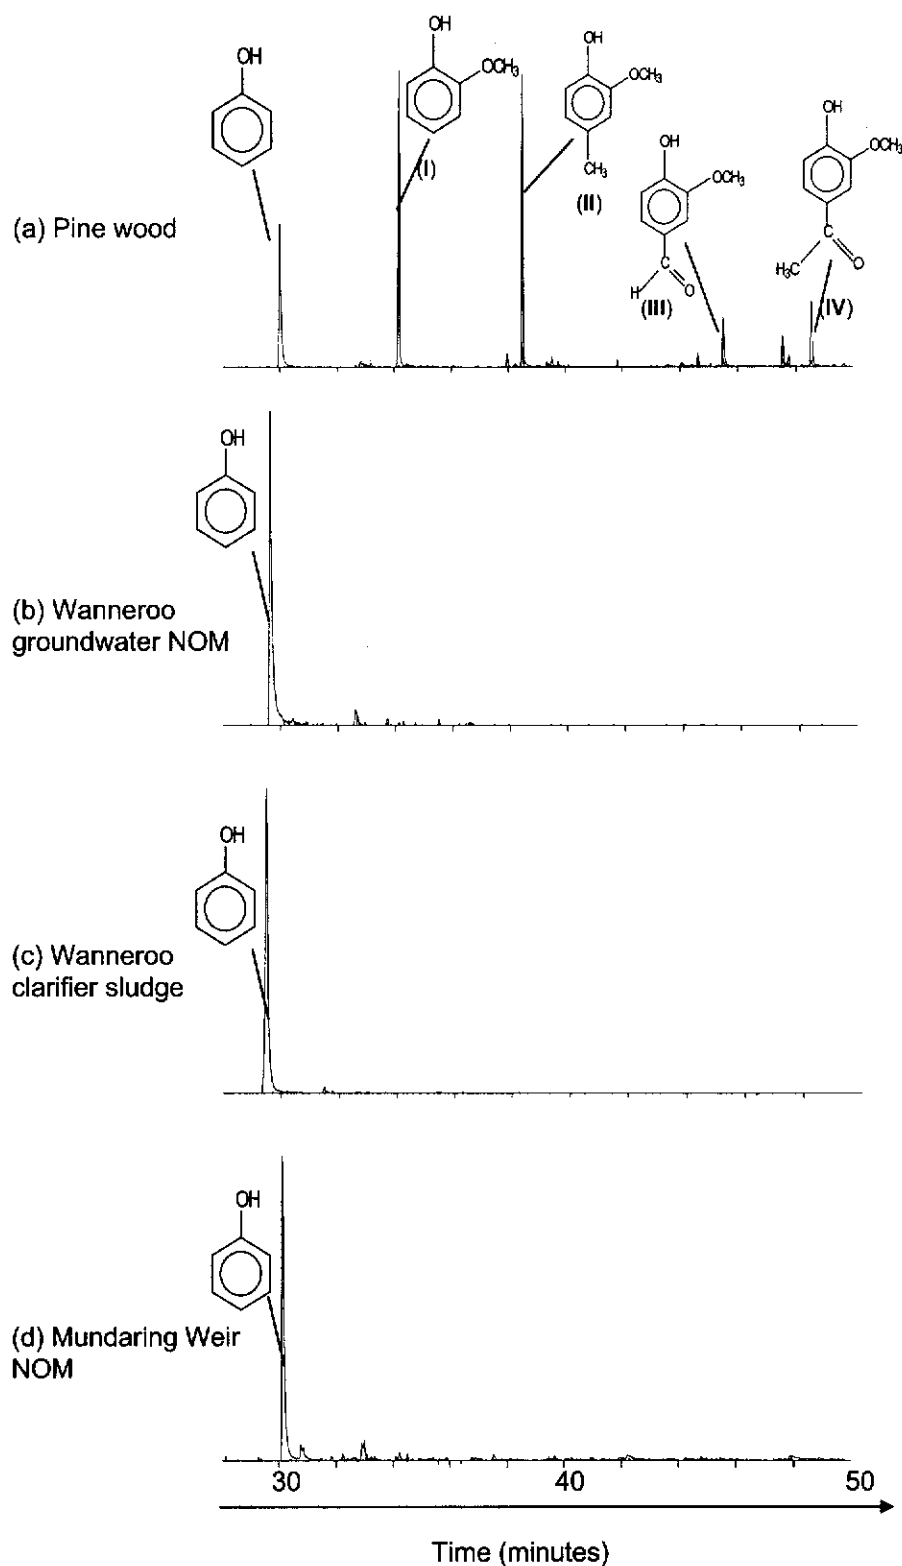 OH
OH
OCH₃
(I)
OH
OCH₃
CH₃
(II)
OH
OCH₃
H
C
O
(III)
OH
OCH₃
H₃C
C
O
(IV)
(a) Pine wood
OH
(b) Wanneroo
groundwater NOM
OH
(c) Wanneroo
clarifier sludge
OH
(d) Mundaring Weir
NOM
30 40 50
Time (minutes)